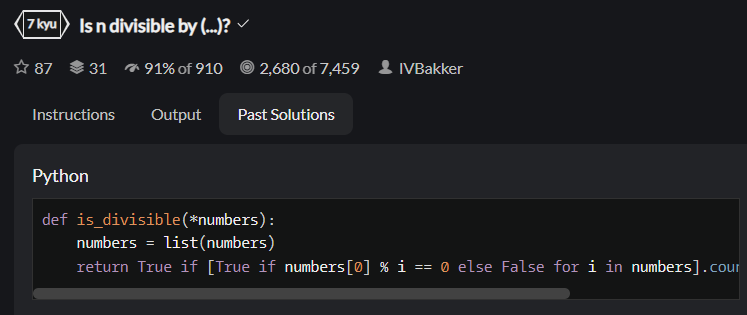 7 kyu Is n divisible by (...)?
87 31 91% of 910 2,680 of 7,459 IVBakker
Instructions Output Past Solutions
Python
def is_divisible(*numbers):
    numbers = list(numbers)
    return True if [True if numbers[0] % i == 0 else False for i in numbers].coun